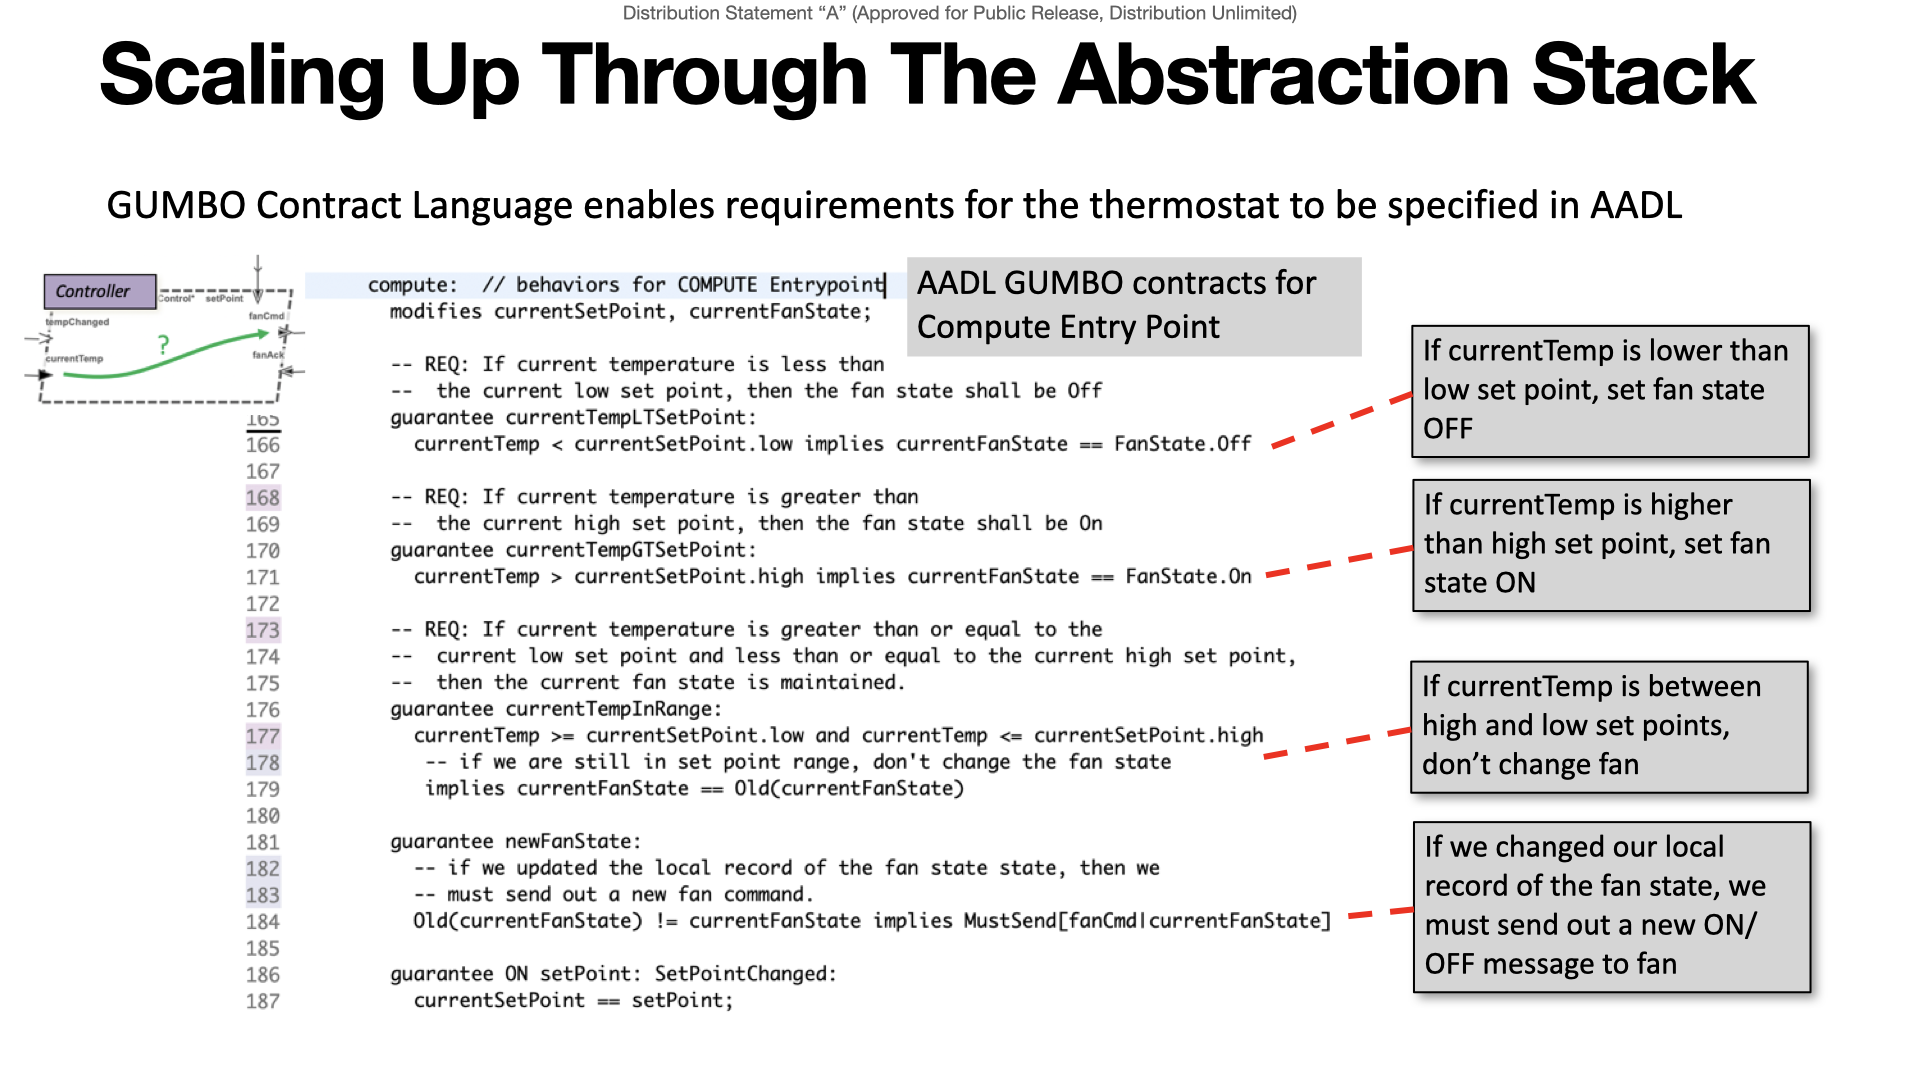 Distribution Statement “A” (Approved for Public Release, Distribution Unlimited)
Scaling Up Through The Abstraction Stack
GUMBO Contract Language enables requirements for the thermostat to be specified in AADL
Controller
Control* setPoint
tempChanged
fanCmd
?
currentTemp
fanAck
compute:  // behaviors for COMPUTE Entrypoint
modifies currentSetPoint, currentFanState;
AADL GUMBO contracts for
Compute Entry Point
-- REQ: If current temperature is less than
--  the current low set point, then the fan state shall be Off
165 guarantee currentTempLTSetPoint:
166 currentTemp < currentSetPoint.low implies currentFanState == FanState.Off
167
168 -- REQ: If current temperature is greater than
169 --  the current high set point, then the fan state shall be On
170 guarantee currentTempGTSetPoint:
171 currentTemp > currentSetPoint.high implies currentFanState == FanState.On
172
173 -- REQ: If current temperature is greater than or equal to the
174 --  current low set point and less than or equal to the current high set point,
175 --  then the current fan state is maintained.
176 guarantee currentTempInRange:
177 currentTemp >= currentSetPoint.low and currentTemp <= currentSetPoint.high
178 -- if we are still in set point range, don't change the fan state
179 implies currentFanState == Old(currentFanState)
180
181 guarantee newFanState:
182 -- if we updated the local record of the fan state state, then we
183 -- must send out a new fan command.
184 Old(currentFanState) != currentFanState implies MustSend[fanCmd|currentFanState]
185
186 guarantee ON setPoint: SetPointChanged:
187 currentSetPoint == setPoint;
If currentTemp is lower than
low set point, set fan state
OFF
If currentTemp is higher
than high set point, set fan
state ON
If currentTemp is between
high and low set points,
don’t change fan
If we changed our local
record of the fan state, we
must send out a new ON/
OFF message to fan